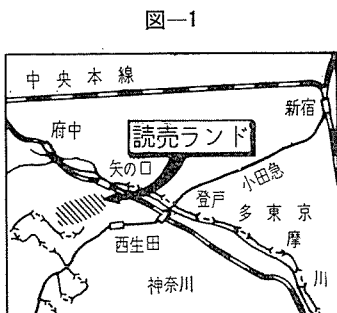 図—1
中央本線
新宿
府中
読売ランド
矢の口
小田急
登戸
多東京
摩
西生田
神奈川
川